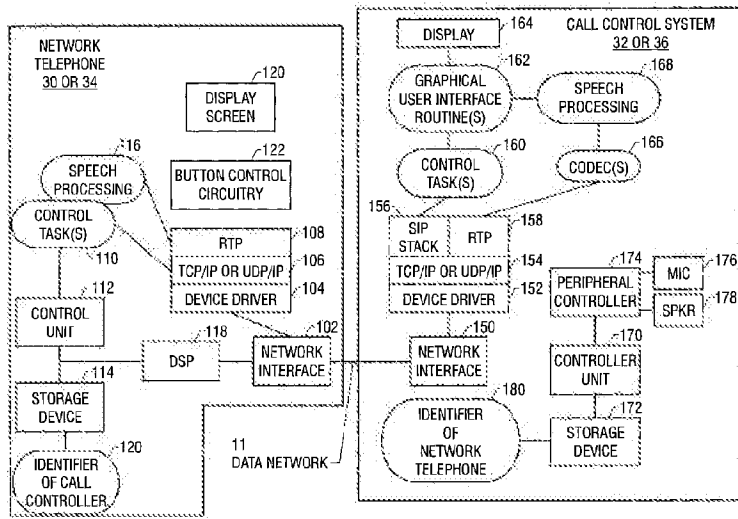 NETWORK
TELEPHONE
30 OR 34
120
DISPLAY
SCREEN
16
SPEECH
PROCESSING
122
BUTTON CONTROL
CIRCUITRY
CONTROL
TASK(S)
110
RTP
108
TCP/IP OR UDP/IP
106
DEVICE DRIVER
104
112
CONTROL
UNIT
118
DSP
102
NETWORK
INTERFACE
114
STORAGE
DEVICE
120
IDENTIFIER
OF CALL
CONTROLLER
11
DATA NETWORK
CALL CONTROL SYSTEM
32 OR 36
DISPLAY
164
162
GRAPHICAL
USER INTERFACE
ROUTINE(S)
168
SPEECH
PROCESSING
160
CONTROL
TASK(S)
166
CODEC(S)
156
SIP
STACK
RTP
158
TCP/IP OR UDP/IP
154
DEVICE DRIVER
152
150
NETWORK
INTERFACE
174
PERIPHERAL
CONTROLLER
MIC
176
SPKR
178
170
CONTROLLER
UNIT
172
STORAGE
DEVICE
180
IDENTIFIER
OF
NETWORK
TELEPHONE